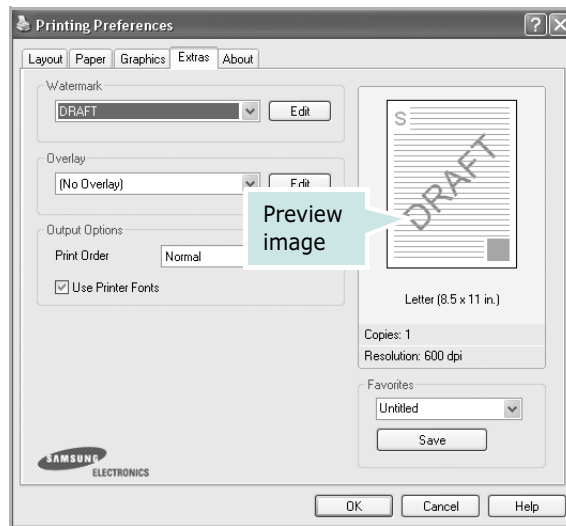 Printing Preferences
Layout Paper Graphics Extras About
Watermark
DRAFT
Edit
Overlay
(No Overlay)
Edit
Output Options
Print Order
Normal
Use Printer Fonts
Preview
image
S
DRAFT
Letter (8.5 x 11 in.)
Copies: 1
Resolution: 600 dpi
Favorites
Untitled
Save
SAMSUNG
ELECTRONICS
OK Cancel Help